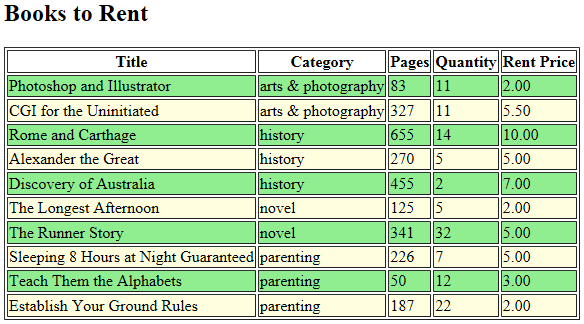 Books to Rent
Title Category Pages Quantity Rent Price
Photoshop and Illustrator arts & photography 83 11 2.00
CGI for the Uninitiated arts & photography 327 11 5.50
Rome and Carthage history 655 14 10.00
Alexander the Great history 270 5 5.00
Discovery of Australia history 455 2 7.00
The Longest Afternoon novel 125 5 2.00
The Runner Story novel 341 32 5.00
Sleeping 8 Hours at Night Guaranteed parenting 226 7 5.00
Teach Them the Alphabets parenting 50 12 3.00
Establish Your Ground Rules parenting 187 22 2.00